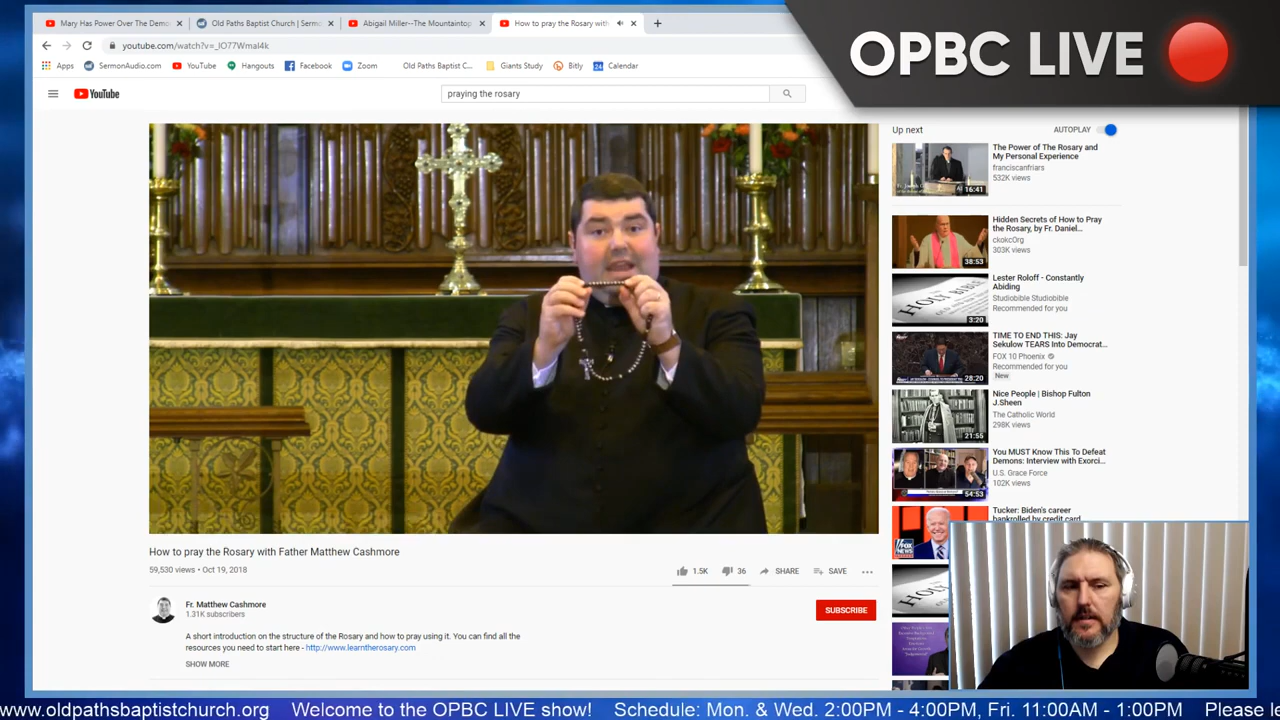 Mary Has Power Over The Demo
Old Paths Baptist Church | Serm
Abigail Miller--The Mountaintop
How to pray the Rosary with
OPBC LIVE
youtube.com/watch?v=_IO77WmaI4k
Apps
SermonAudio.com
YouTube
Hangouts
Facebook
Zoom
Old Paths Baptist C...
Giants Study
Bitly
24
Calendar
YouTube
praying the rosary
Up next
AUTOPLAY
The Power of The Rosary and
My Personal Experience
franciscanfriars
532K views
16:41
Hidden Secrets of How to Pray
the Rosary, by Fr. Daniel...
ckokcOrg
303K views
38:53
Lester Roloff - Constantly
Abiding
Studiobible Studiobible
Recommended for you
HOLY BIBLE
3:20
TIME TO END THIS: Jay
Sekulow TEARS Into Democrat...
FOX 10 Phoenix
Recommended for you
New
28:20
Nice People | Bishop Fulton
J.Sheen
The Catholic World
298K views
21:55
You MUST Know This To Defeat
Demons: Interview with Exorci...
U.S. Grace Force
102K views
54:53
Tucker: Biden's career
bankrolled by credit card
FOX
NEWS
How to pray the Rosary with Father Matthew Cashmore
59,530 views • Oct 19, 2018
1.5K
36
SHARE
SAVE
Fr. Matthew Cashmore
1.31K subscribers
SUBSCRIBE
A short introduction on the structure of the Rosary and how to pray using it. You can find all the
resources you need to start here - http://www.learntherosary.com
SHOW MORE
www.oldpathsbaptistchurch.org Welcome to the OPBC LIVE show! Schedule: Mon. & Wed. 2:00PM - 4:00PM, Fri. 11:00AM - 1:00PM Please le